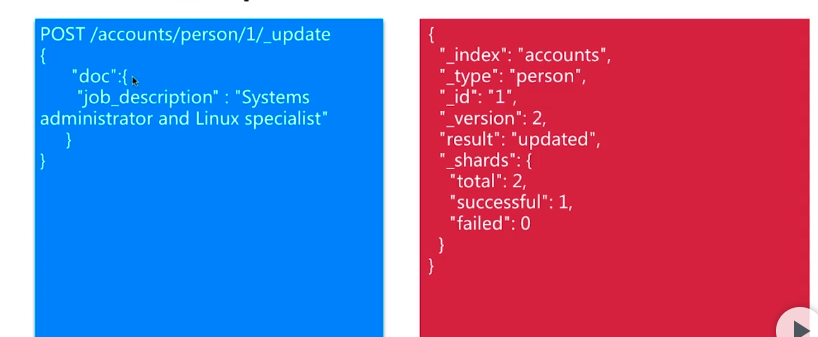 POST /accounts/person/1/_update
{
"doc":{
"job_description" : "Systems
administrator and Linux specialist"
}
}
{
"_index": "accounts",
"_type": "person",
"_id": "1",
"_version": 2,
"result": "updated",
"_shards": {
"total": 2,
"successful": 1,
"failed": 0
}
}